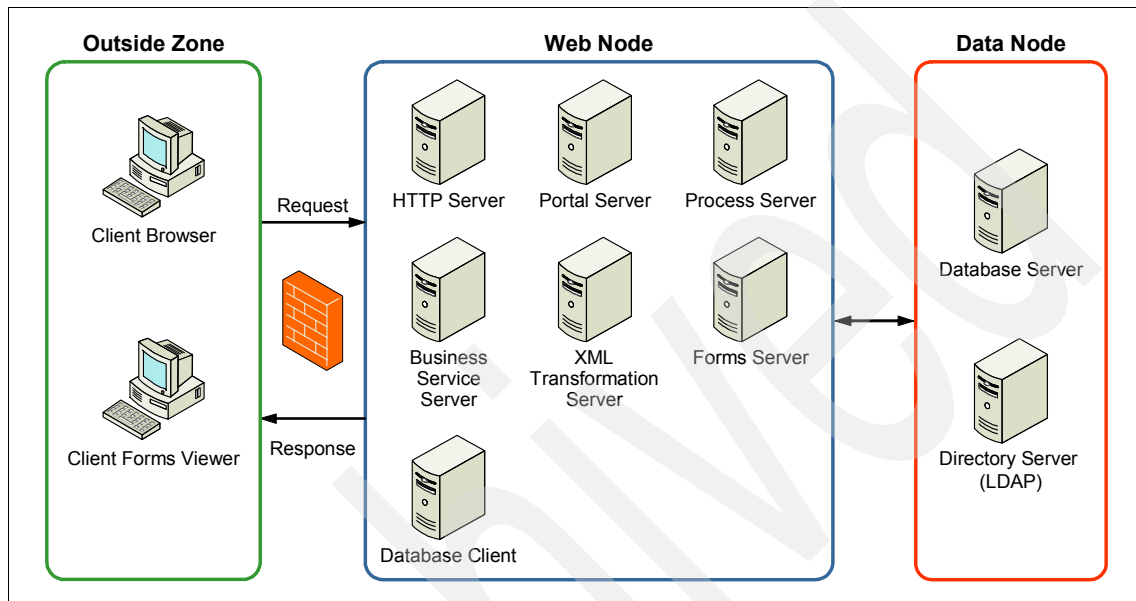 Outside Zone
Web Node
Data Node
Client Browser
Client Forms Viewer
Request
Response
HTTP Server
Portal Server
Process Server
Business
Service
Server
XML
Transformation
Server
Forms Server
Database Client
Database Server
Directory Server
(LDAP)